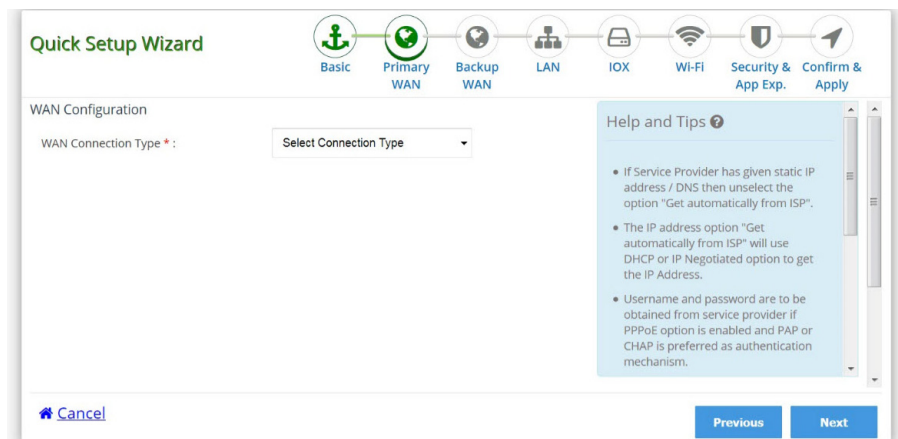 Quick Setup Wizard
Basic
Primary
WAN
Backup
WAN
LAN
IOX
Wi-Fi
Security &
App Exp.
Confirm &
Apply
WAN Configuration
WAN Connection Type * :
Select Connection Type
Help and Tips
If Service Provider has given static IP
address / DNS then unselect the
option "Get automatically from ISP".
The IP address option "Get
automatically from ISP" will use
DHCP or IP Negotiated option to get
the IP Address.
Username and password are to be
obtained from service provider if
PPPoE option is enabled and PAP or
CHAP is preferred as authentication
mechanism.
Cancel
Previous
Next